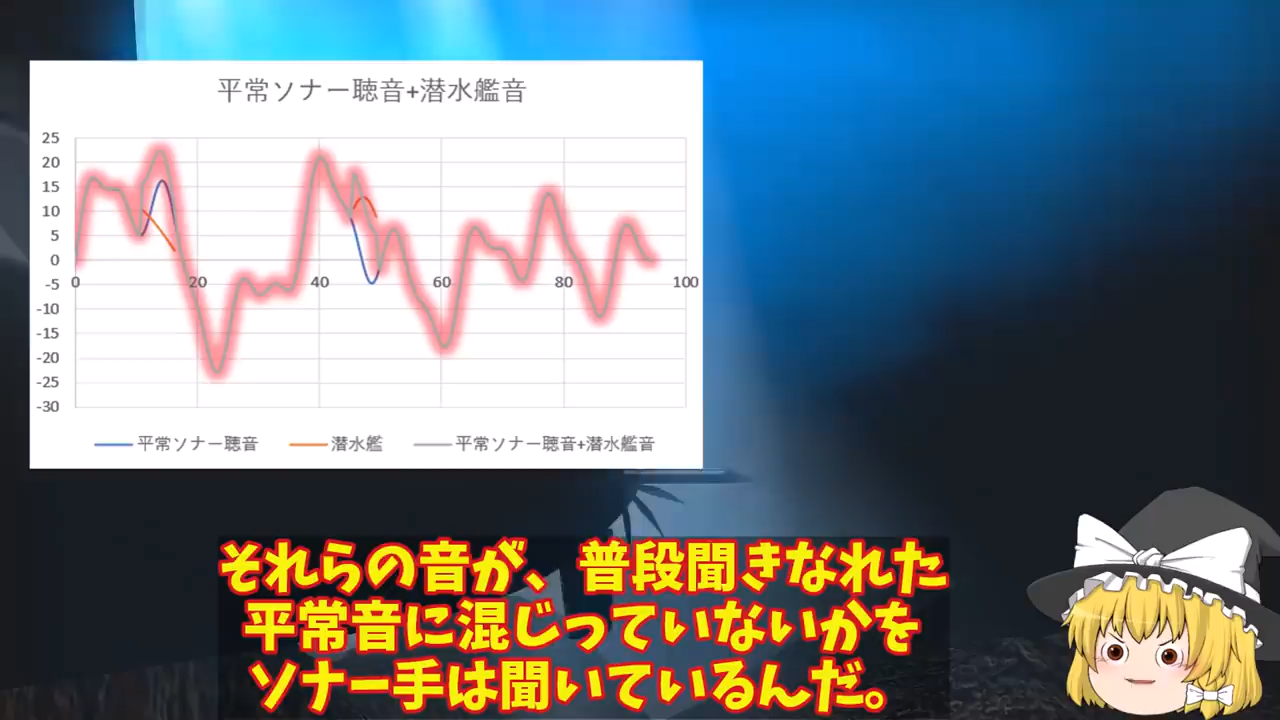 平常ソナー聴音+潜水艦音
25
20
15
10
5
0
-5
-10
-15
-20
-25
-30
0 20 40 60 80 100
平常ソナー聴音 潜水艦 平常ソナー聴音+潜水艦音
それらの音が、普段聞きなれた
平常音に混じっていないかを
ソナー手は聞いているんだ。